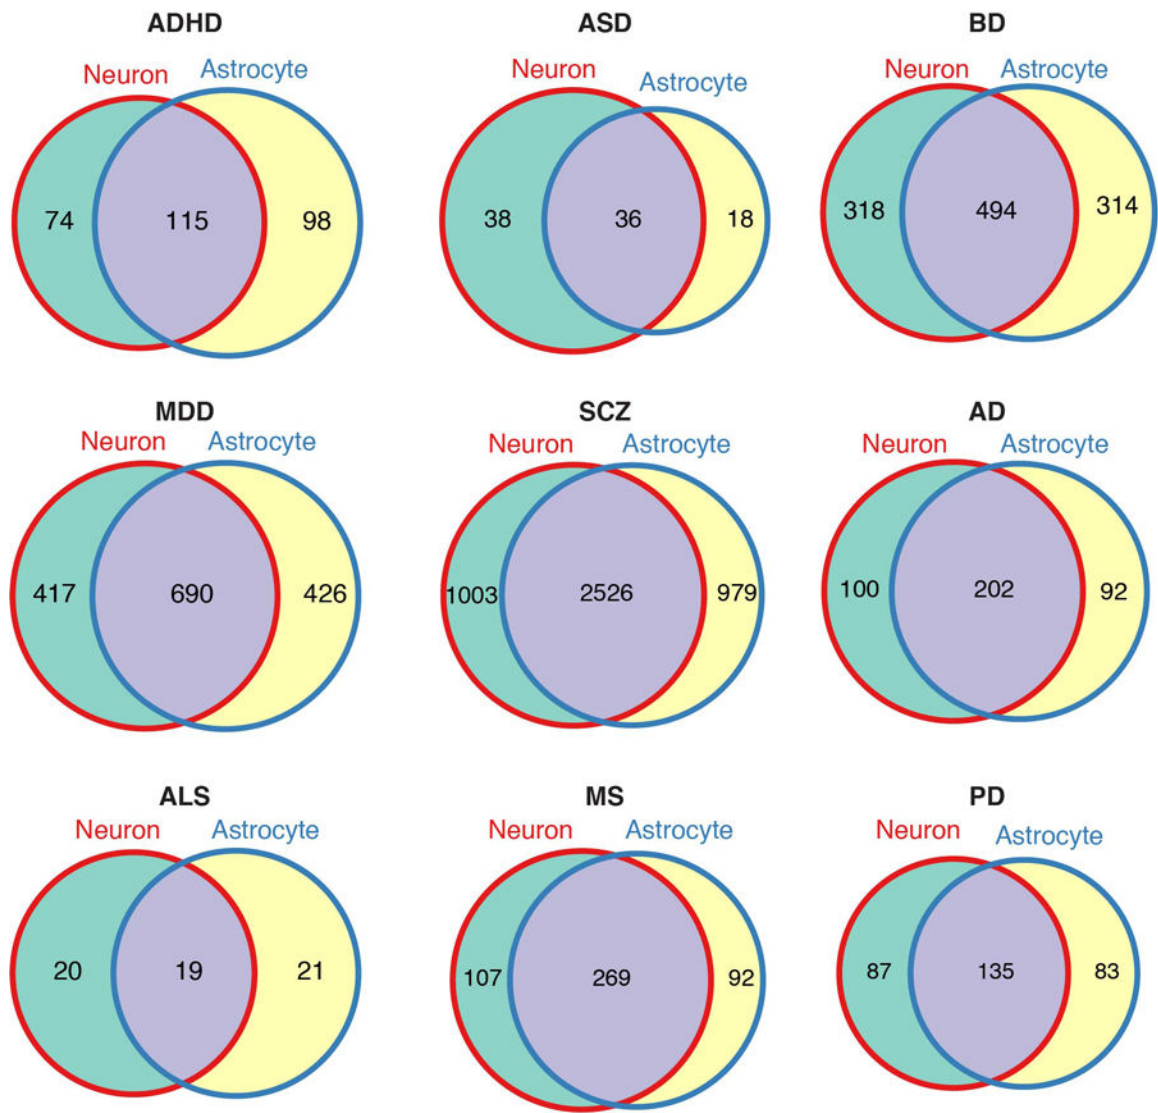 ADHD
ASD
BD
Neuron Astrocyte
Neuron Astrocyte
Neuron Astrocyte
74 115 98
38 36 18
318 494 314
MDD
SCZ
AD
Neuron Astrocyte
Neuron Astrocyte
Neuron Astrocyte
417 690 426
1003 2526 979
100 202 92
ALS
MS
PD
Neuron Astrocyte
Neuron Astrocyte
Neuron Astrocyte
20 19 21
107 269 92
87 135 83